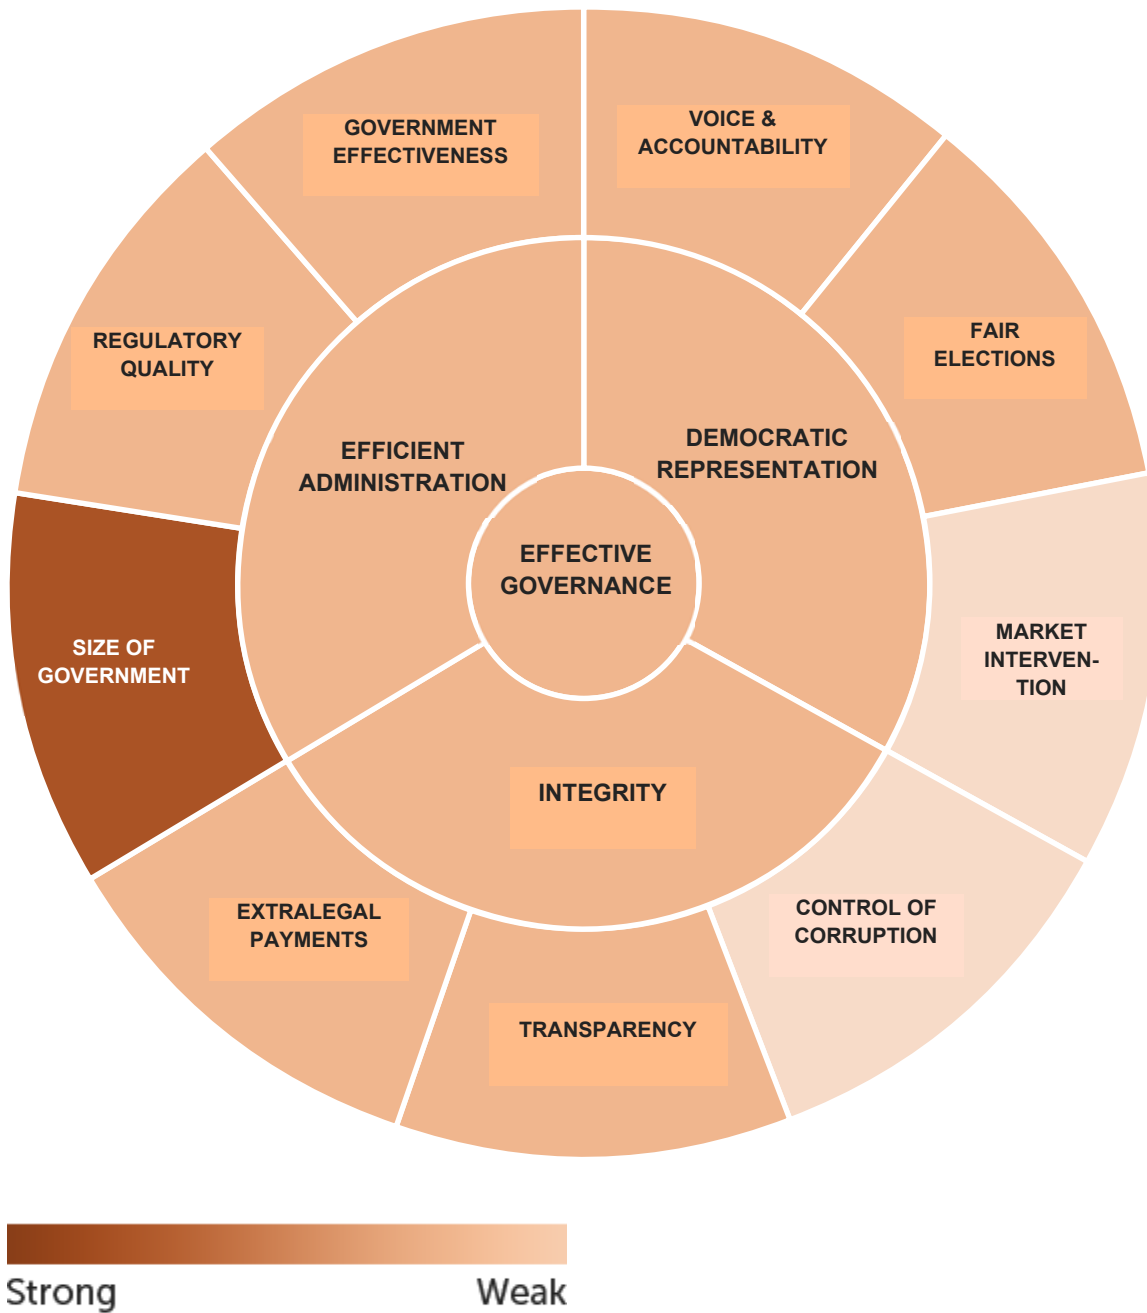 GOVERNMENT
EFFECTIVENESS
VOICE &
ACCOUNTABILITY
REGULATORY
QUALITY
FAIR
ELECTIONS
EFFICIENT
ADMINISTRATION
DEMOCRATIC
REPRESENTATION
EFFECTIVE
GOVERNANCE
SIZE OF
GOVERNMENT
MARKET
INTERVEN-
TION
INTEGRITY
EXTRALEGAL
PAYMENTS
TRANSPARENCY
CONTROL OF
CORRUPTION
Strong
Weak